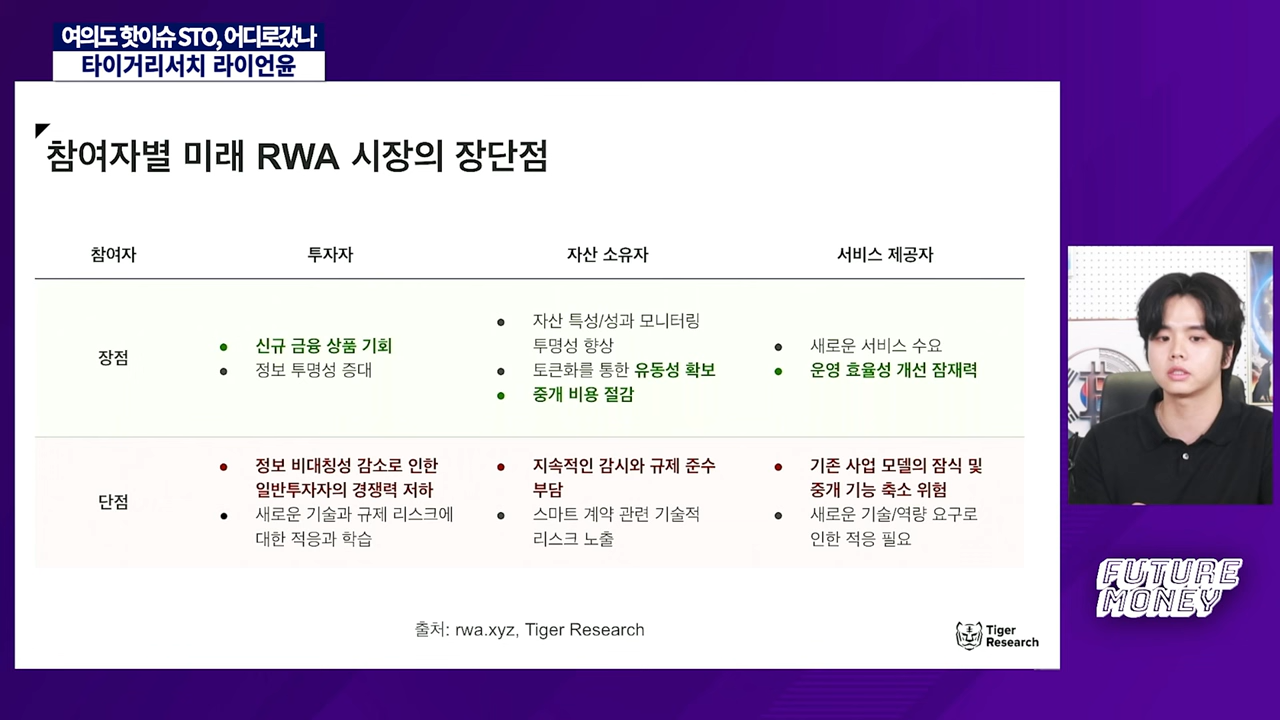 여의도 핫이슈 STO, 어디로갔나
타이거리서치 라이언윤
참여자별 미래 RWA 시장의 장단점
참여자 투자자 자산 소유자 서비스 제공자
장점
신규 금융 상품 기회
정보 투명성 증대
자산 특성/성과 모니터링
투명성 향상
토큰화를 통한 유동성 확보
중개 비용 절감
새로운 서비스 수요
운영 효율성 개선 잠재력
단점
정보 비대칭성 감소로 인한
일반투자자의 경쟁력 저하
새로운 기술과 규제 리스크에
대한 적응과 학습
지속적인 감시와 규제 준수
부담
스마트 계약 관련 기술적
리스크 노출
기존 사업 모델의 잠식 및
중개 기능 축소 위험
새로운 기술/역량 요구로
인한 적응 필요
출처: rwa.xyz, Tiger Research
Tiger
Research
FUTURE
MONEY